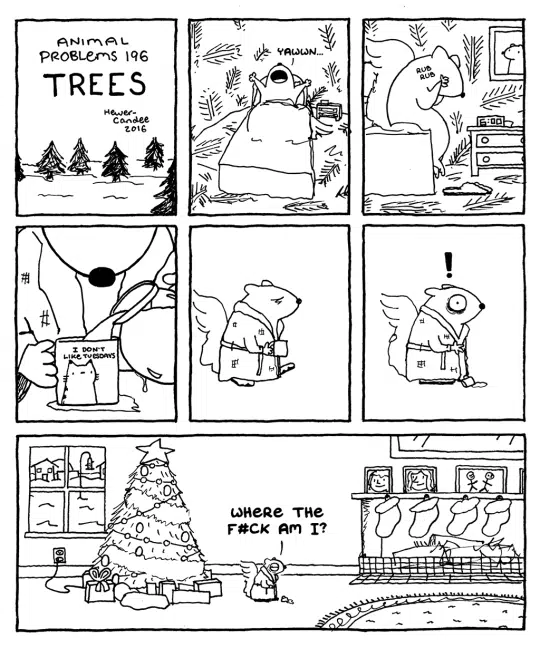 ANIMAL
PROBLEMS 196
TREES
Hewer-
Candee
2016
YAWWN...
RUB
RUB
6:00
I DON'T
LIKE TUESDAYS
!
WHERE THE
F#CK AM I?